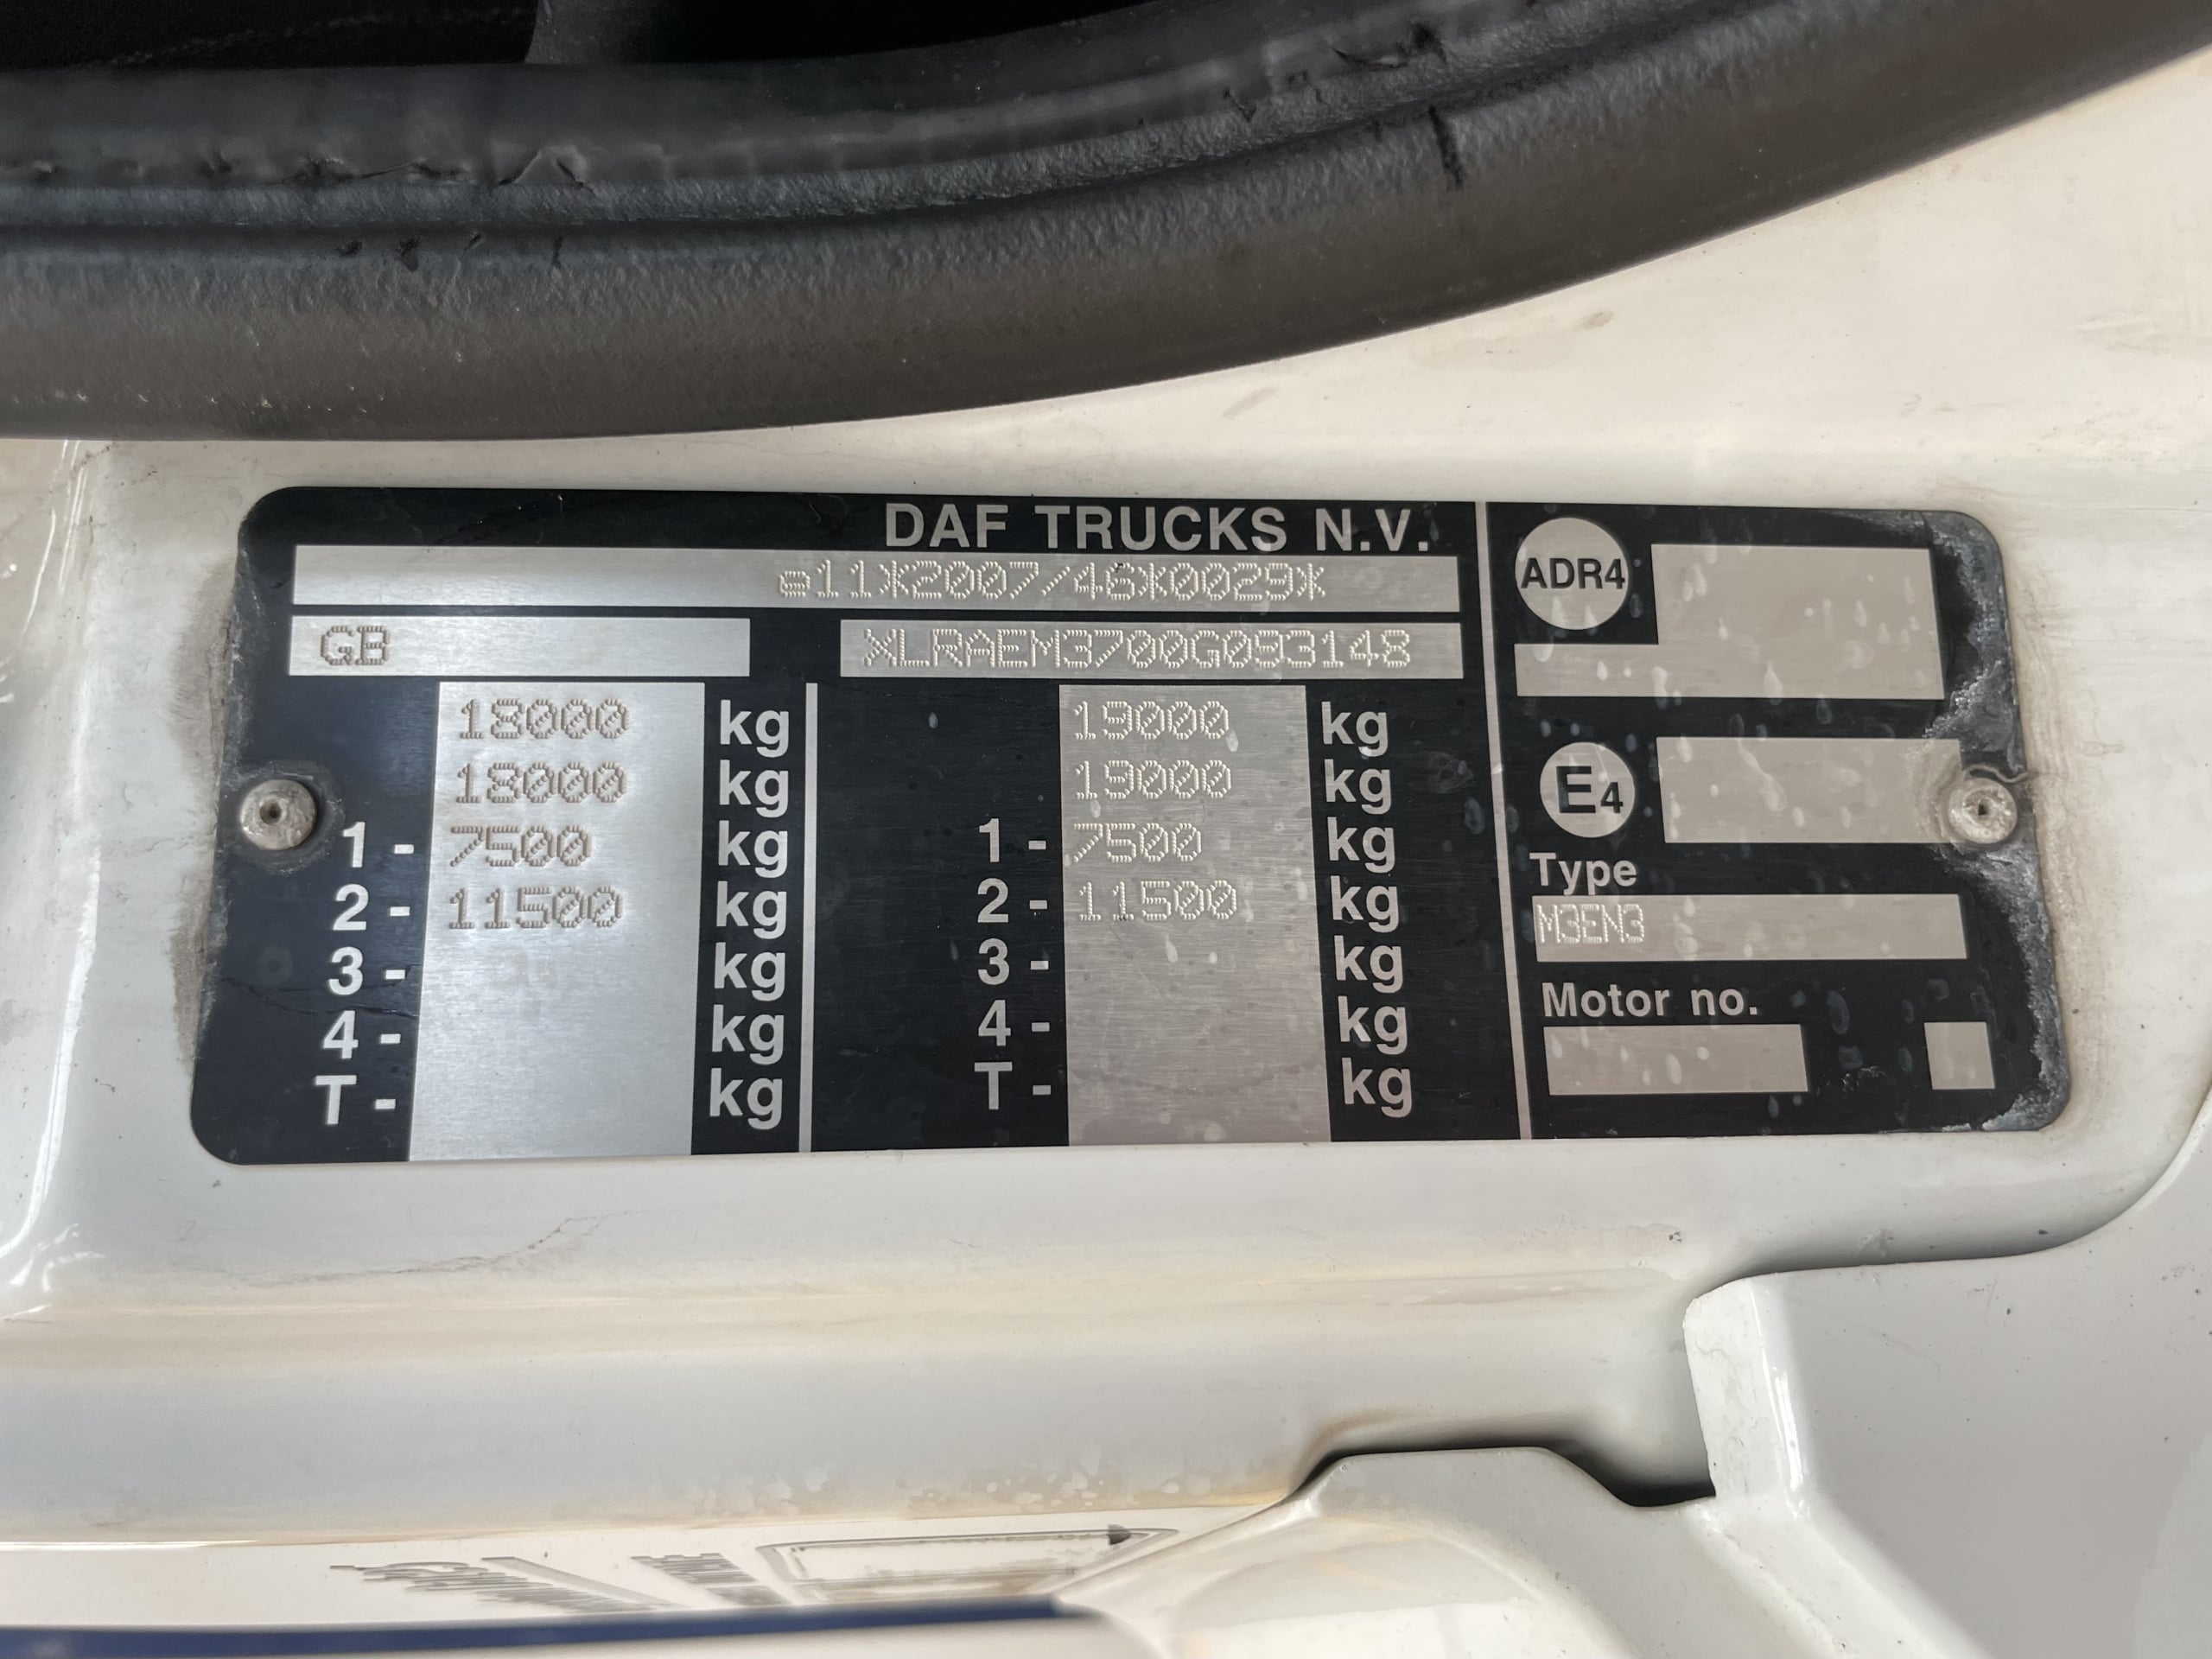 DAF TRUCKS N.V.
e11*2007/46*0029*
GB XLRAEM3700G093148
18000 kg 19000 kg
18000 kg 19000 kg
1 - 7500 kg 1 - 7500 kg
2 - 11500 kg 2 - 11500 kg
3 - kg 3 - kg
4 - kg 4 - kg
T - kg T - kg
ADR4
E4
Type
M3EN3
Motor no.